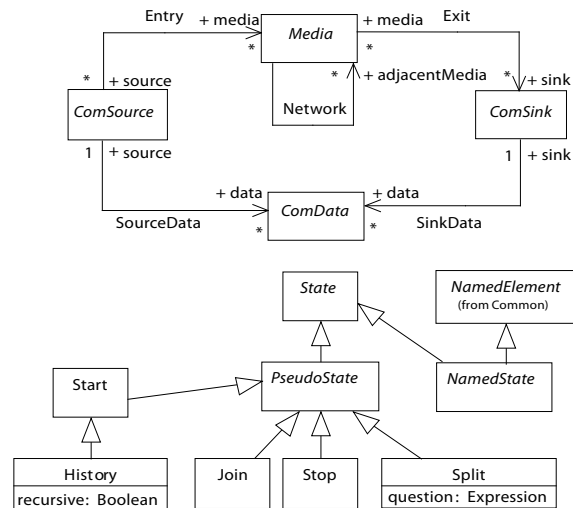 Entry
+ media
Media
+ media
Exit
*
*
*
+ source
*
+ adjacentMedia
*
+ sink
ComSource
Network
ComSink
1
+ source
1
+ sink
+ data
+ data
SourceData
ComData
SinkData
*
*
State
NamedElement
(from Common)
Start
PseudoState
NamedState
History
recursive: Boolean
Join
Stop
Split
question: Expression